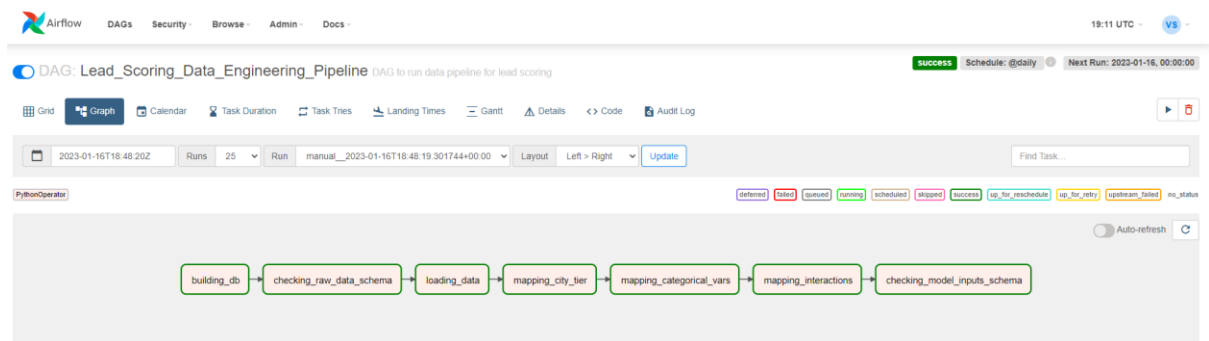 Airflow DAGs Security Browse Admin Docs 19:11 UTC VS
DAG: Lead_Scoring_Data_Engineering_Pipeline DAG to run data pipeline for lead scoring success Schedule: @daily Next Run: 2023-01-16, 00:00:00
Grid Graph Calendar Task Duration Task Tries Landing Times Gantt Details <> Code Audit Log
2023-01-16T18:48:20Z Runs 25 Run manual__2023-01-16T18:48:19.301744+00:00 Layout Left > Right Update Find Task...
PythonOperator deferred failed queued running scheduled skipped success up_for_reschedule up_for_retry upstream_failed no_status
Auto-refresh
building_db checking_raw_data_schema loading_data mapping_city_tier mapping_categorical_vars mapping_interactions checking_model_inputs_schema